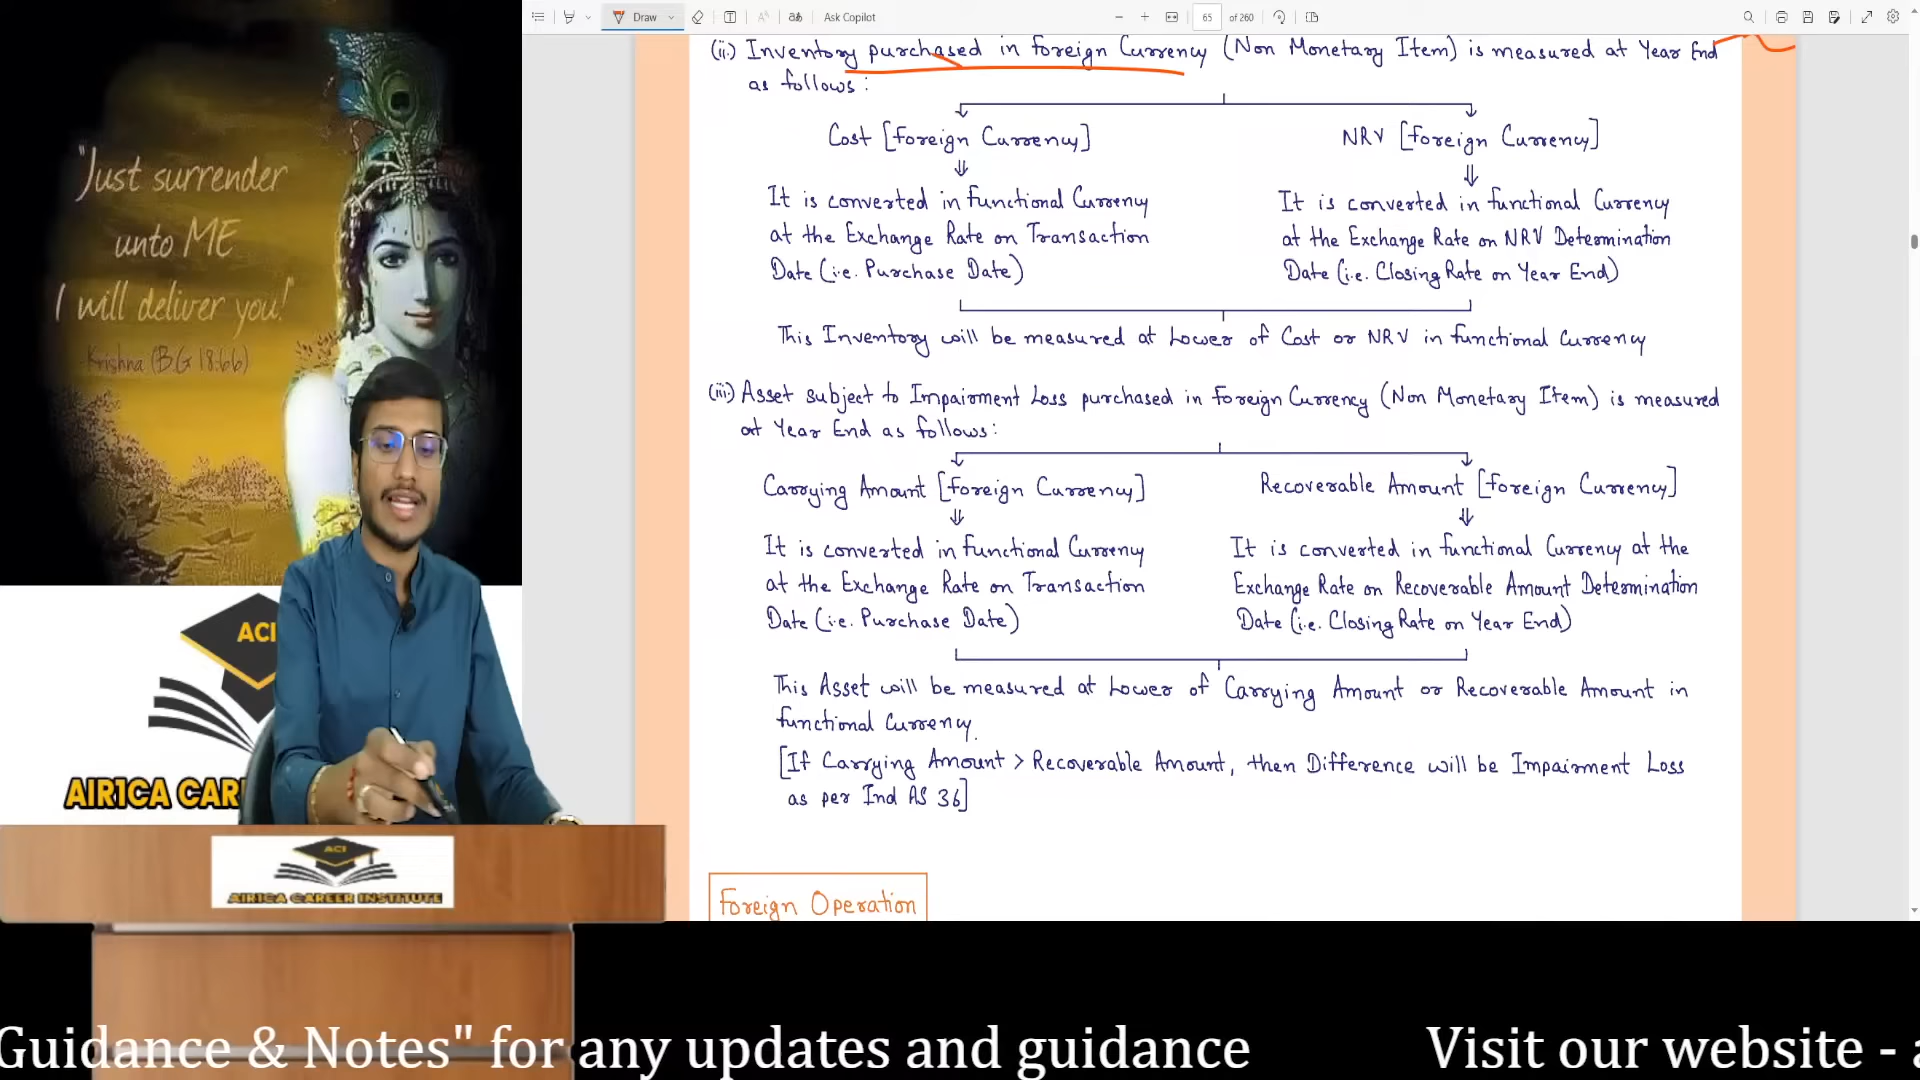 Draw
Ask Copilot
65
of 260
(ii) Inventory purchased in Foreign Currency (Non Monetary Item) is measured at Year End
as follows:
Cost [Foreign Currency]
NRV [Foreign Currency]
It is converted in Functional Currency
at the Exchange Rate on Transaction
Date (i.e. Purchase Date)
It is converted in Functional Currency
at the Exchange Rate on NRV Determination
Date (i.e. Closing Rate on Year End)
This Inventory will be measured at Lower of Cost or NRV in Functional Currency
(iii) Asset subject to Impairment Loss purchased in Foreign Currency (Non Monetary Item) is measured
at Year End as follows:
Carrying Amount [Foreign Currency]
Recoverable Amount [Foreign Currency]
It is converted in Functional Currency
at the Exchange Rate on Transaction
Date (i.e. Purchase Date)
It is converted in Functional Currency at the
Exchange Rate on Recoverable Amount Determination
Date (i.e. Closing Rate on Year End)
This Asset will be measured at Lower of Carrying Amount or Recoverable Amount in
Functional Currency.
[If Carrying Amount > Recoverable Amount, then Difference will be Impairment Loss
as per Ind AS 36]
Foreign Operation
"Just surrender
unto ME
I will deliver you!"
Krishna (B.G 18.66)
ACI
AIR1CA CAR
ACI
AIR1CA CAREER INSTITUTE
Guidance & Notes" for any updates and guidance
Visit our website - a